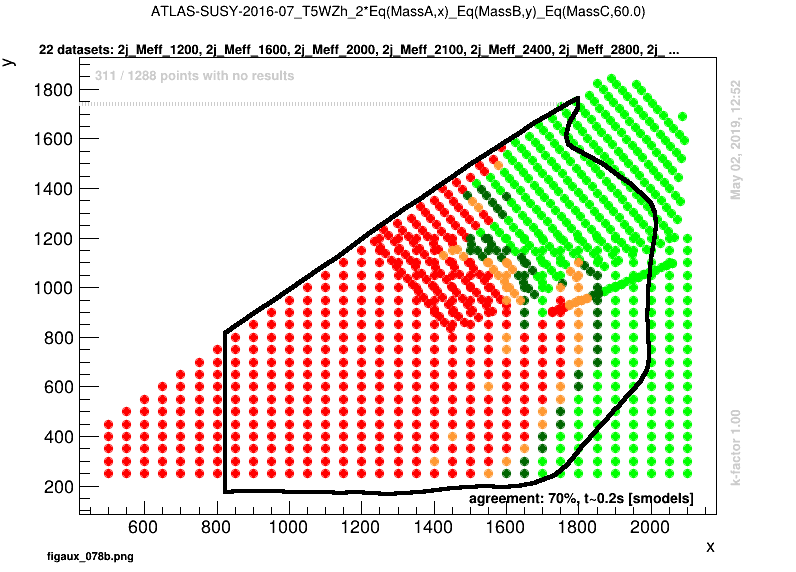 ATLAS-SUSY-2016-07_T5WZh_2*Eq(MassA,x)_Eq(MassB,y)_Eq(MassC,60.0)
22 datasets: 2j_Meff_1200, 2j_Meff_1600, 2j_Meff_2000, 2j_Meff_2100, 2j_Meff_2400, 2j_Meff_2800, 2j_ ...
y
311 / 1288 points with no results
1800
1600
1400
1200
1000
800
600
400
200
May 02, 2019, 12:52
k-factor 1.00
agreement: 70%, t~0.2s [smodels]
600 800 1000 1200 1400 1600 1800 2000
x
figaux_078b.png